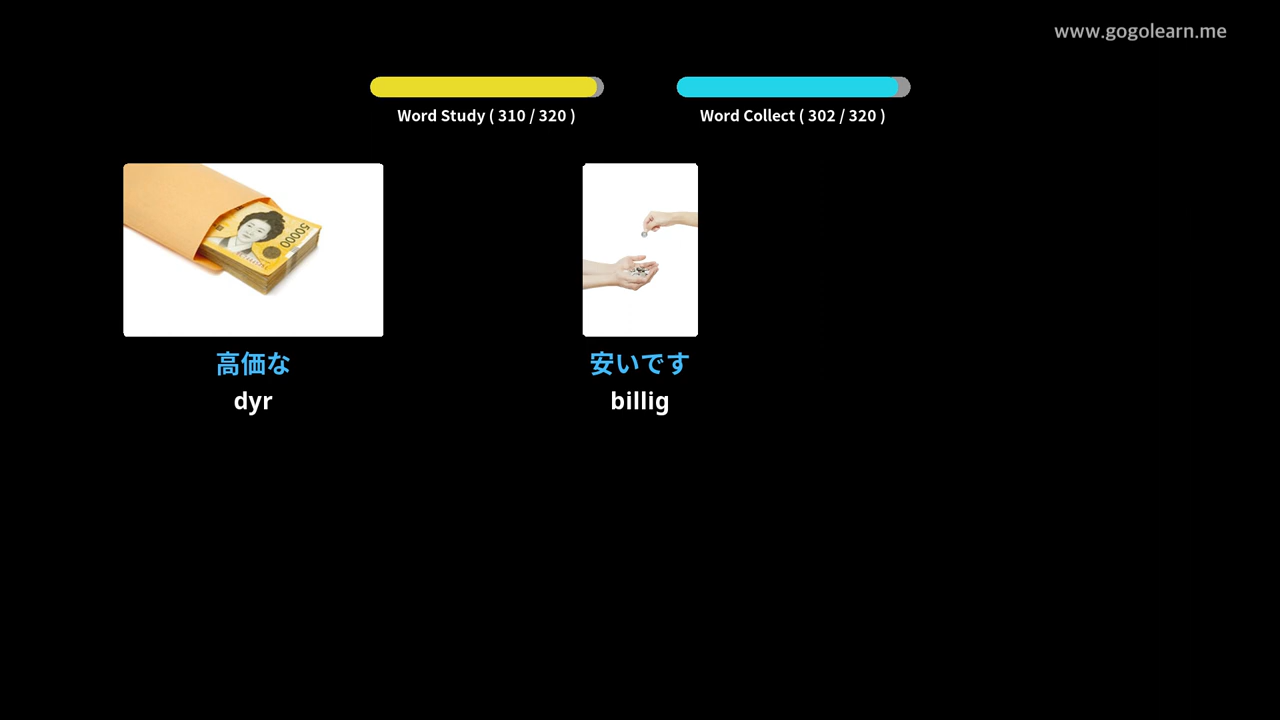 www.gogolearn.me
Word Study ( 310 / 320 )
Word Collect ( 302 / 320 )
50000
高価な
dyr
安いです
billig